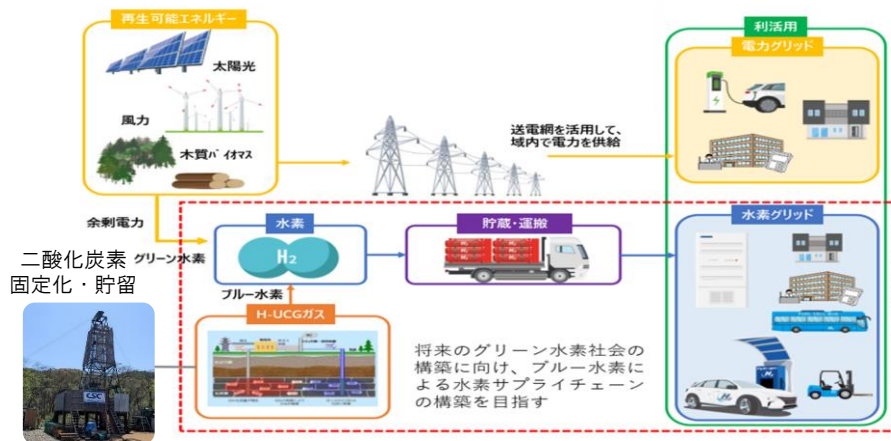 再生可能エネルギー
太陽光
風力
木質バイオマス
送電網を活用して、
域内で電力を供給
利活用
電力グリッド
余剰電力
グリーン水素
水素
H2
貯蔵・運搬
水素グリッド
二酸化炭素
固定化・貯留
ブルー水素
H-UCGガス
将来のグリーン水素社会の
構築に向け、ブルー水素に
よる水素サプライチェーン
の構築を目指す